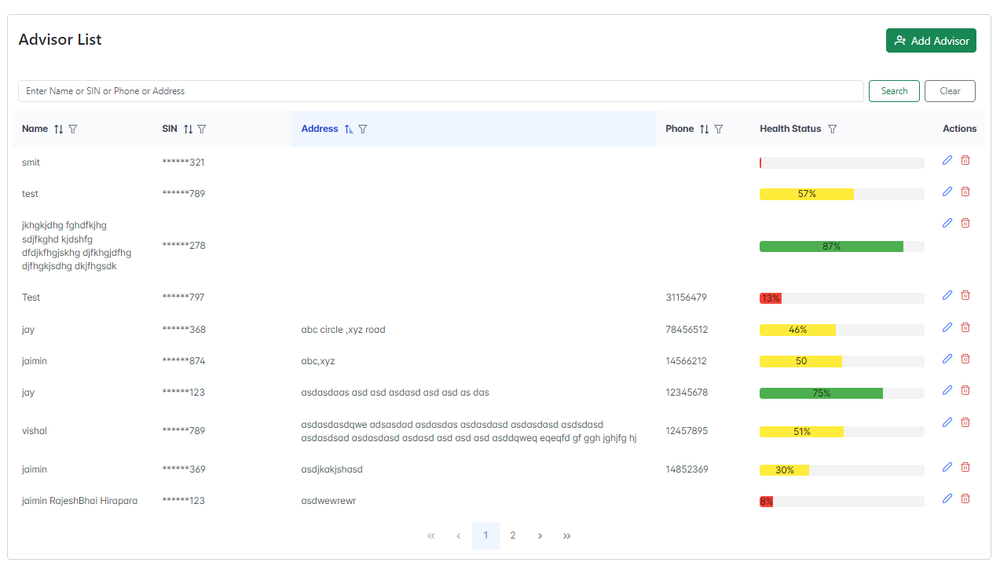 Advisor List
Add Advisor
Enter Name or SIN or Phone or Address
Search
Clear
Name SIN Address Phone Health Status Actions
smit ******321
test ******789 57%
jkhgkjdhg fghdfkjhg
sdjfkghd kjdshfg
dfdjkfhgjskhg djfkhgjdfhg
djfhgkjsdhg dkjfhgsdk
******278 87%
Test ******797 31156479 13%
jay ******368 abc circle ,xyz road 78456512 46%
jaimin ******874 abc,xyz 14566212 50
jay ******123 asdasdaas asd asd asdasd asd asd as das 12345678 75%
vishal ******789
asdasdasdqwe adsasdad asdasdas asdasdasd asdasdasd asdsdasd
asdasdsad asdasdasd asdasd asd asd asd asddqweq eqeqfd gf ggh jghjfg hj
12457895 51%
jaimin ******369 asdjkakjshasd 14852369 30%
jaimin RajeshBhai Hirapara ******123 asdwewrewr 8%
« ‹ 1 2 › »